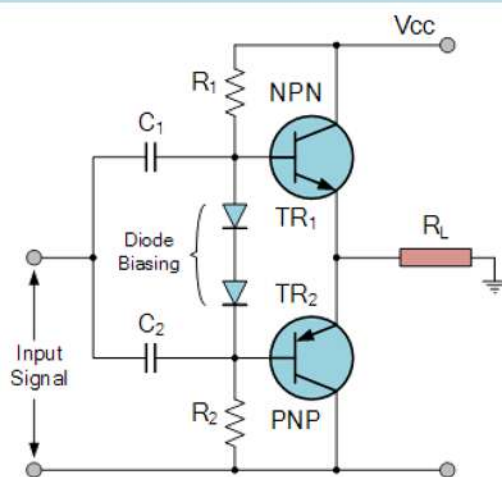 Vcc
R1
NPN
C1
TR1
RL
Diode
Biasing
TR2
C2
Input
Signal
R2
PNP